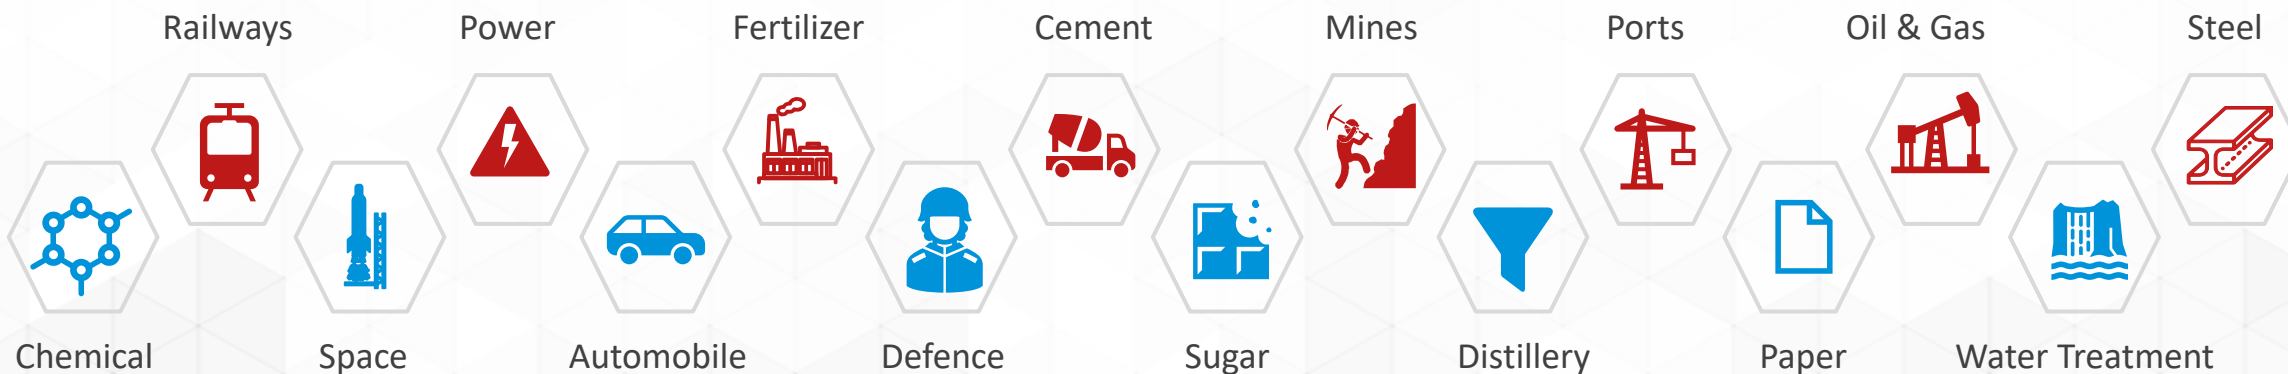 Railways
Power
Fertilizer
Cement
Mines
Ports
Oil & Gas
Steel
Chemical
Space
Automobile
Defence
Sugar
Distillery
Paper
Water Treatment